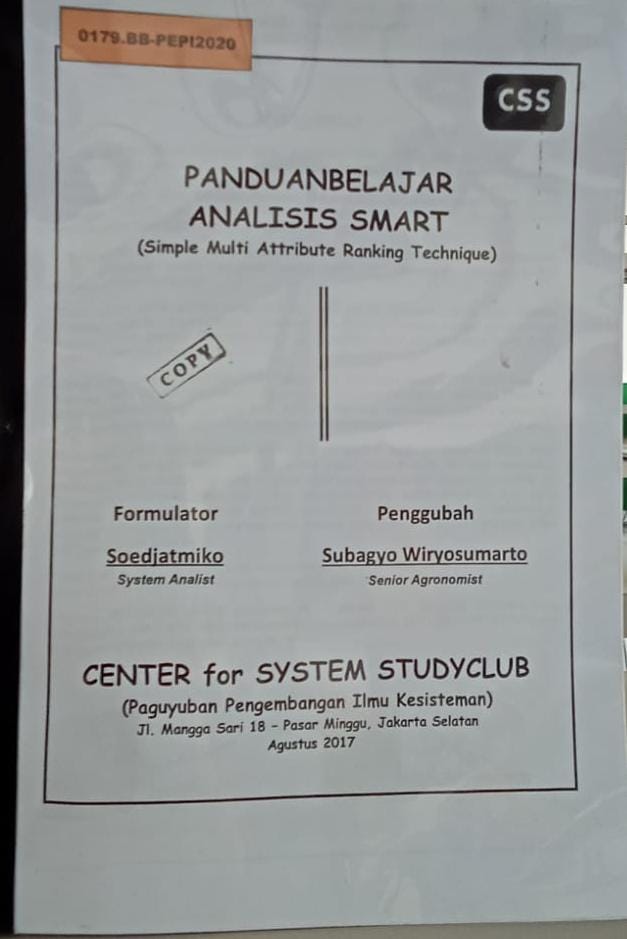 0179.BB-PEPI2020
CSS
PANDUANBELAJAR
ANALISIS SMART
(Simple Multi Attribute Ranking Technique)
COPY
Formulator
Penggubah
Soedjatmiko
Subagyo Wiryosumarto
System Analist
Senior Agronomist
CENTER for SYSTEM STUDYCLUB
(Paguyuban Pengembangan Ilmu Kesisteman)
Jl. Mangga Sari 18 - Pasar Minggu, Jakarta Selatan
Agustus 2017